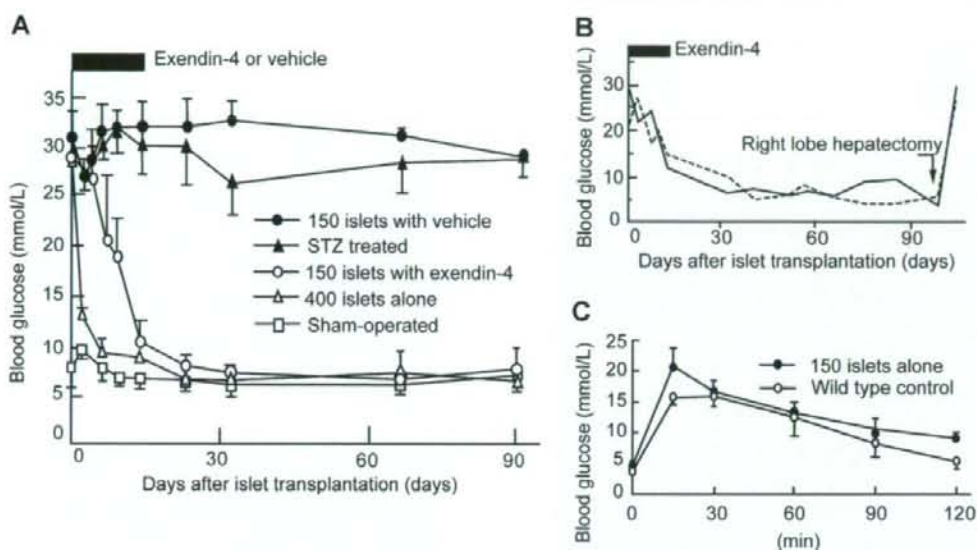 A
Exendin-4 or vehicle
Blood glucose (mmol/L)
35
30
25
20
15
10
5
0
150 islets with vehicle
STZ treated
150 islets with exendin-4
400 islets alone
Sham-operated
0 30 60 90
Days after islet transplantation (days)
B
Exendin-4
Blood glucose (mmol/L)
30
20
10
0
Right lobe hepatectomy
0 30 60 90
Days after islet transplantation (days)
C
Blood glucose (mmol/L)
25
20
15
10
5
0
150 islets alone
Wild type control
0 30 60 90 120
(min)